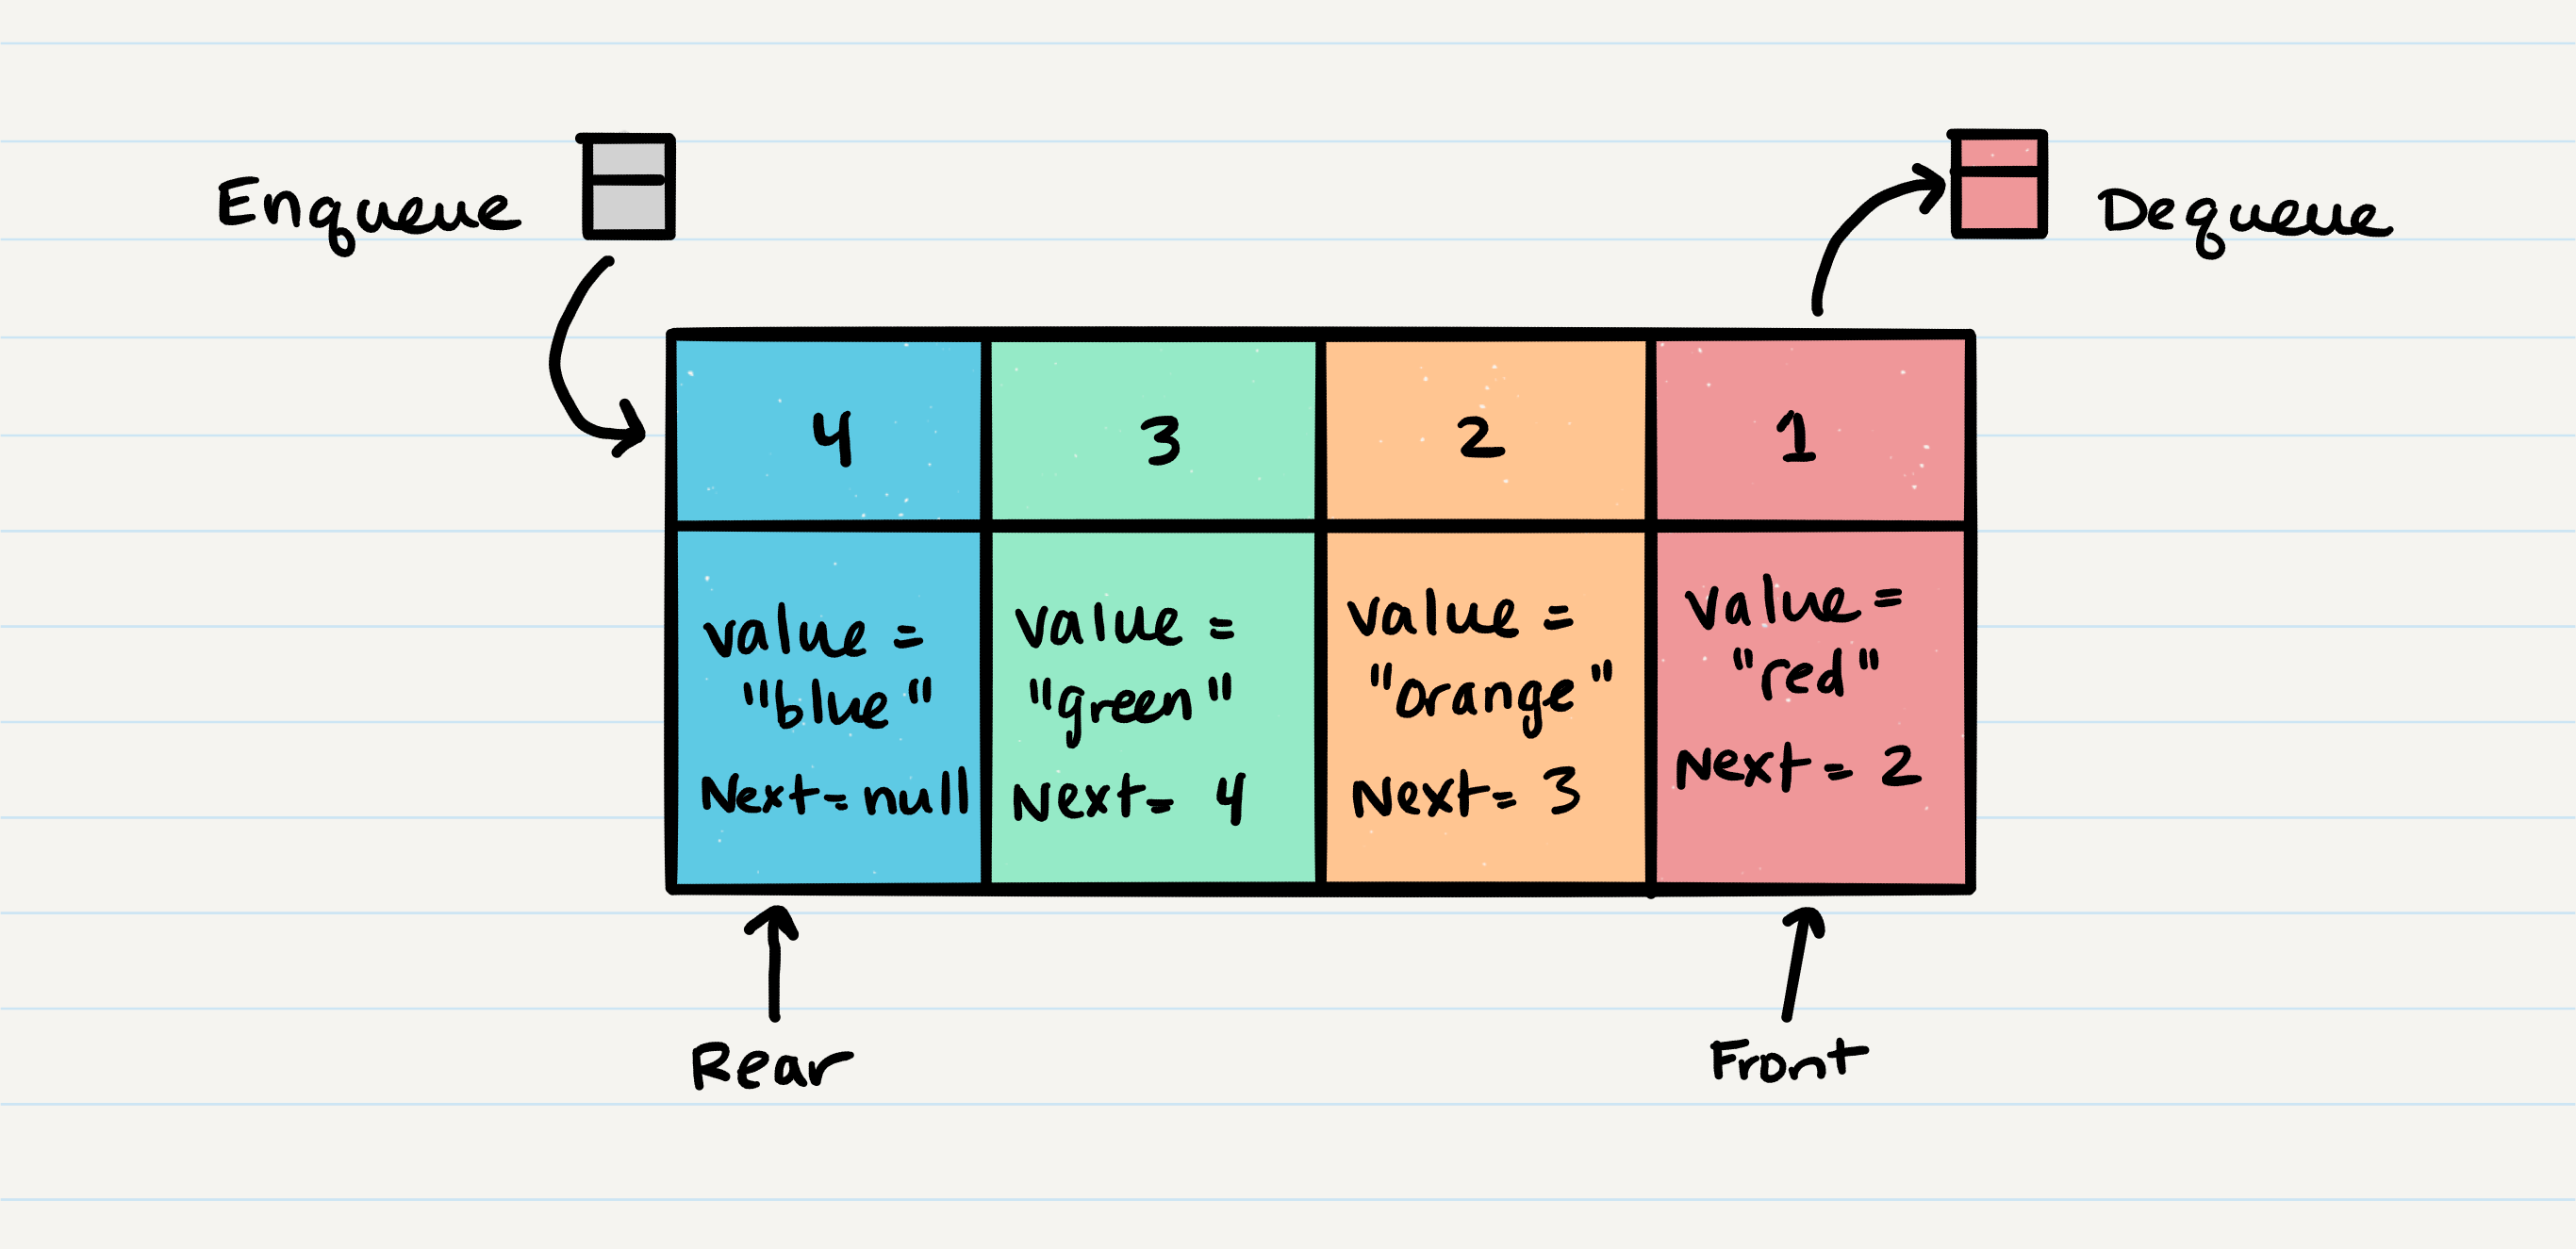 Enqueue
Dequeue
4
3
2
1
value =
"blue"
Next = null
value =
"green"
Next = 4
value =
"orange"
Next = 3
value =
"red"
Next = 2
Rear
Front